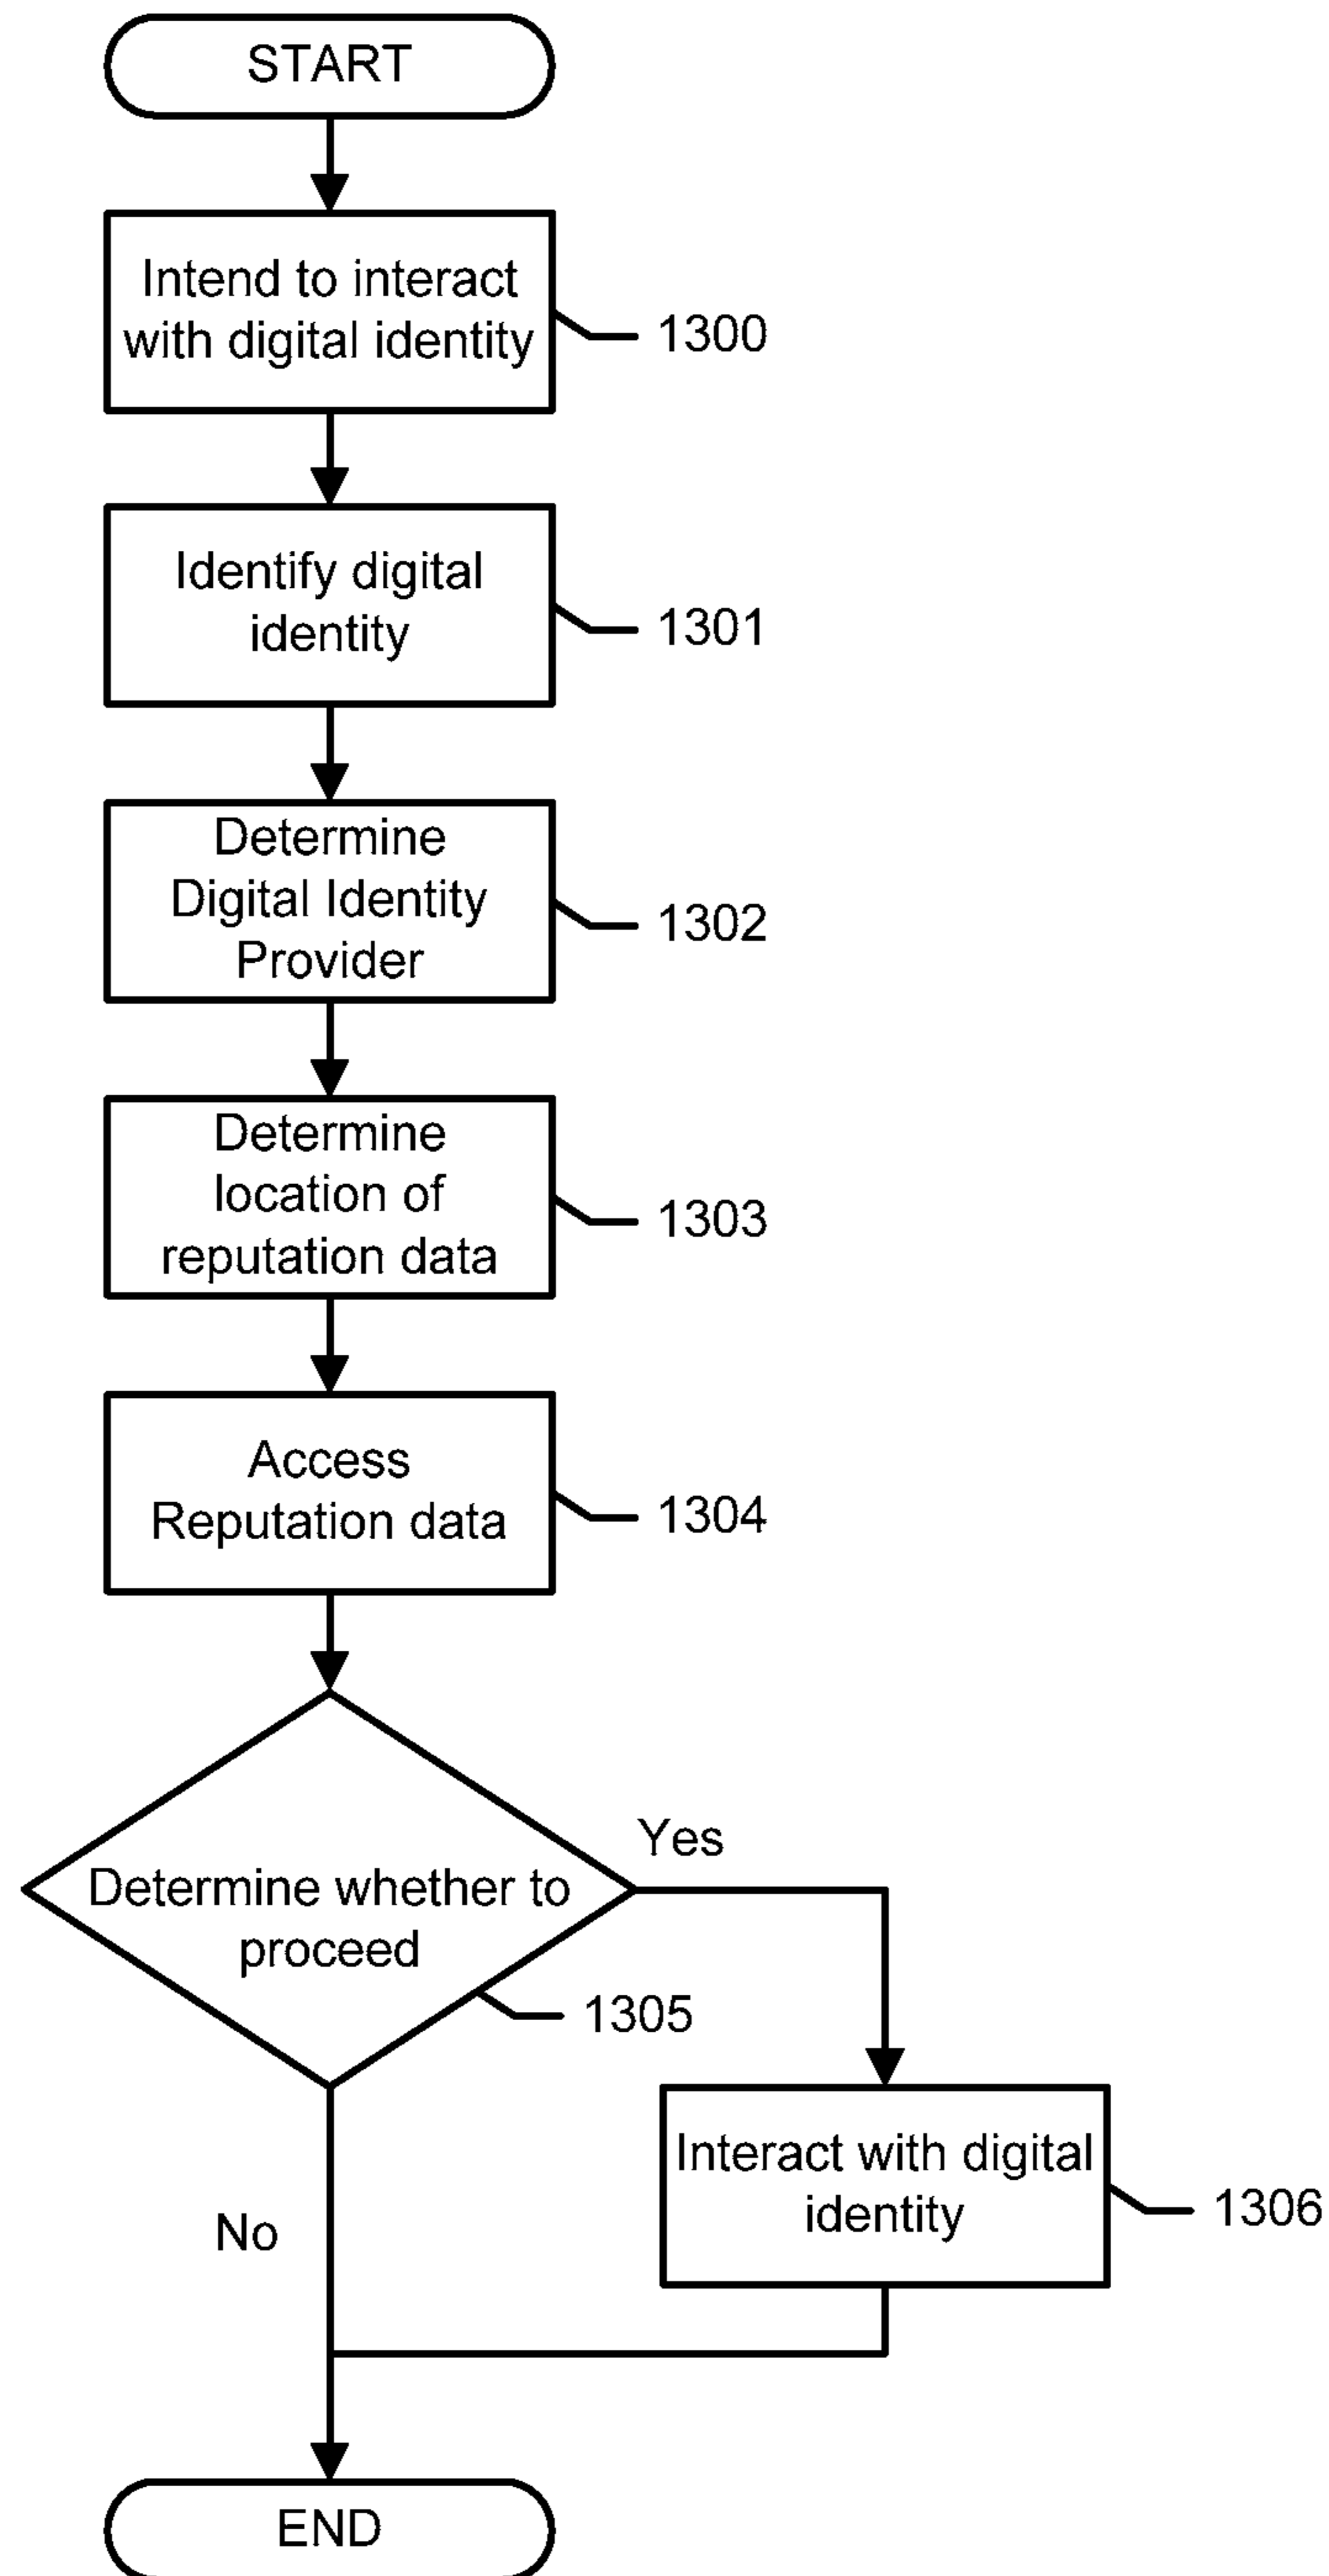 START
Intend to interact
with digital identity
1300
Identify digital
identity
1301
Determine
Digital Identity
Provider
1302
Determine
location of
reputation data
1303
Access
Reputation data
1304
Yes
Determine whether to
proceed
1305
Interact with digital
identity
1306
No
END